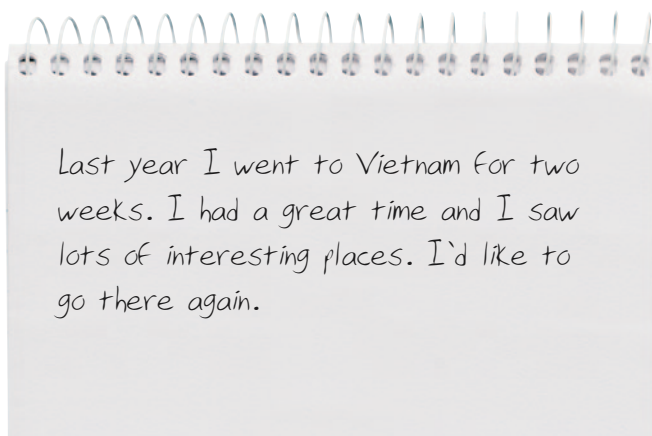 Last year I went to Vietnam for two
weeks. I had a great time and I saw
lots of interesting places. I`d like to
go there again.